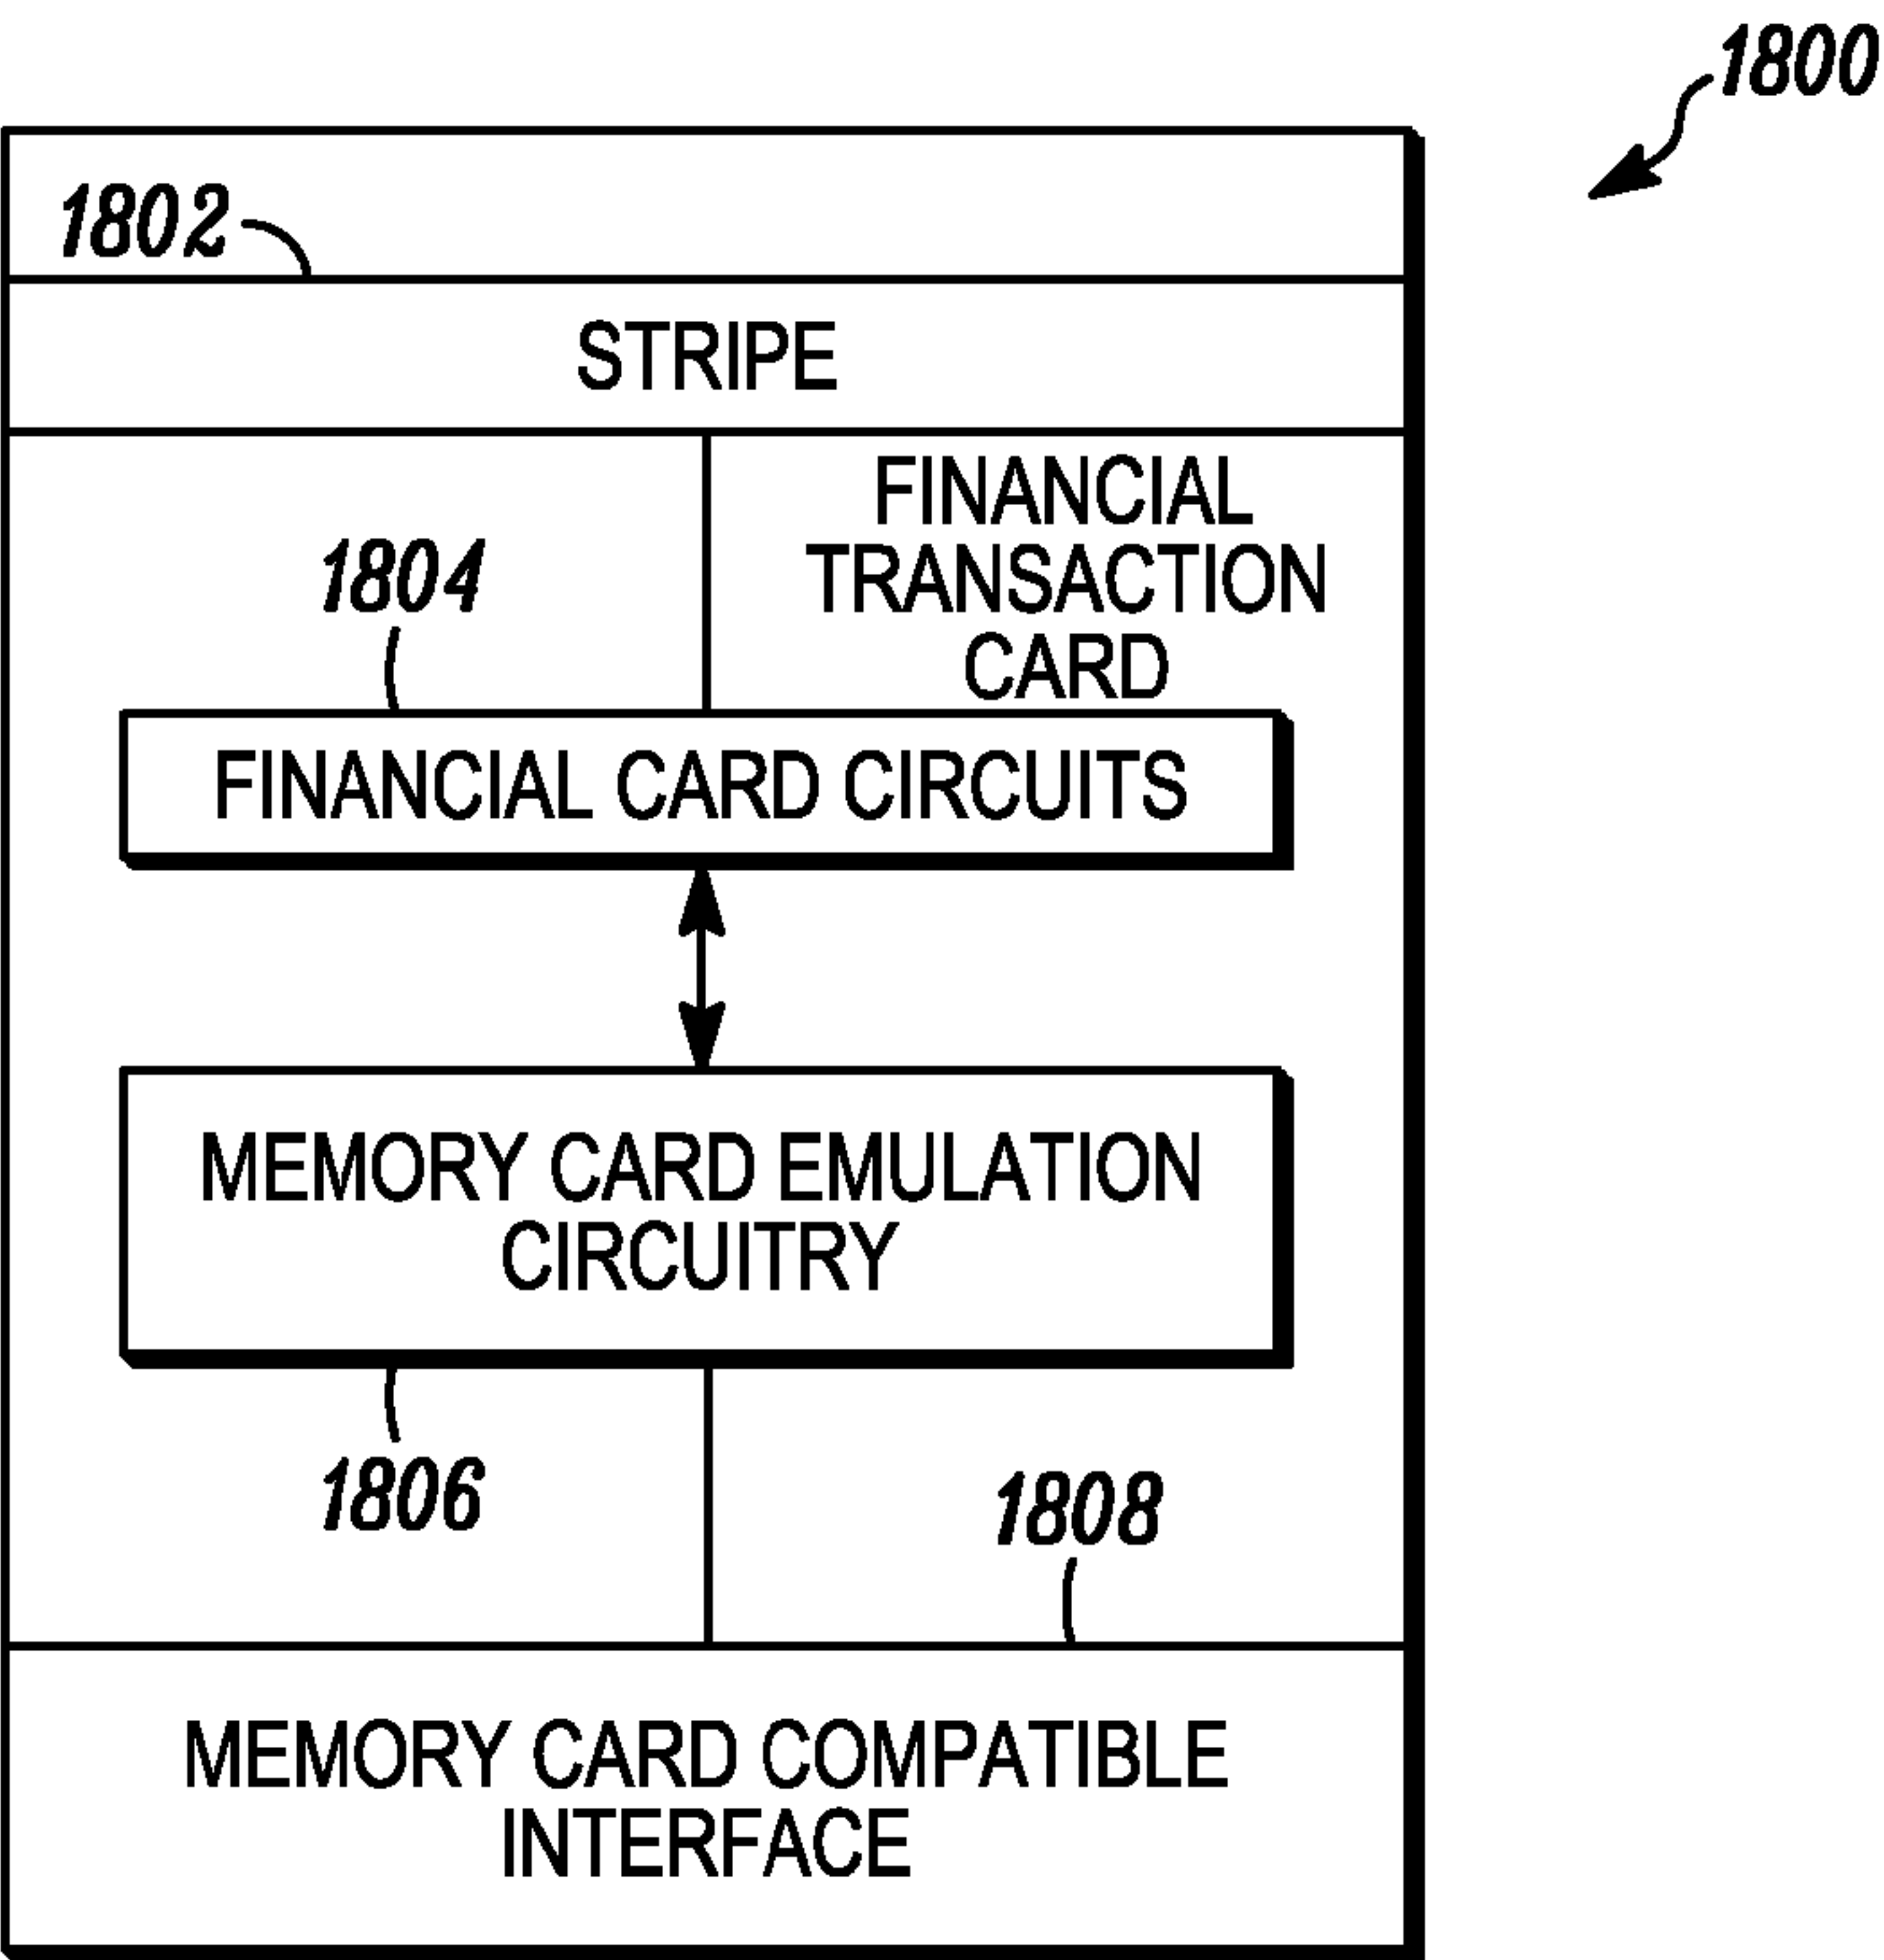 1800
1802
STRIPE
FINANCIAL
TRANSACTION
CARD
1804
FINANCIAL CARD CIRCUITS
MEMORY CARD EMULATION
CIRCUITRY
1806
1808
MEMORY CARD COMPATIBLE
INTERFACE